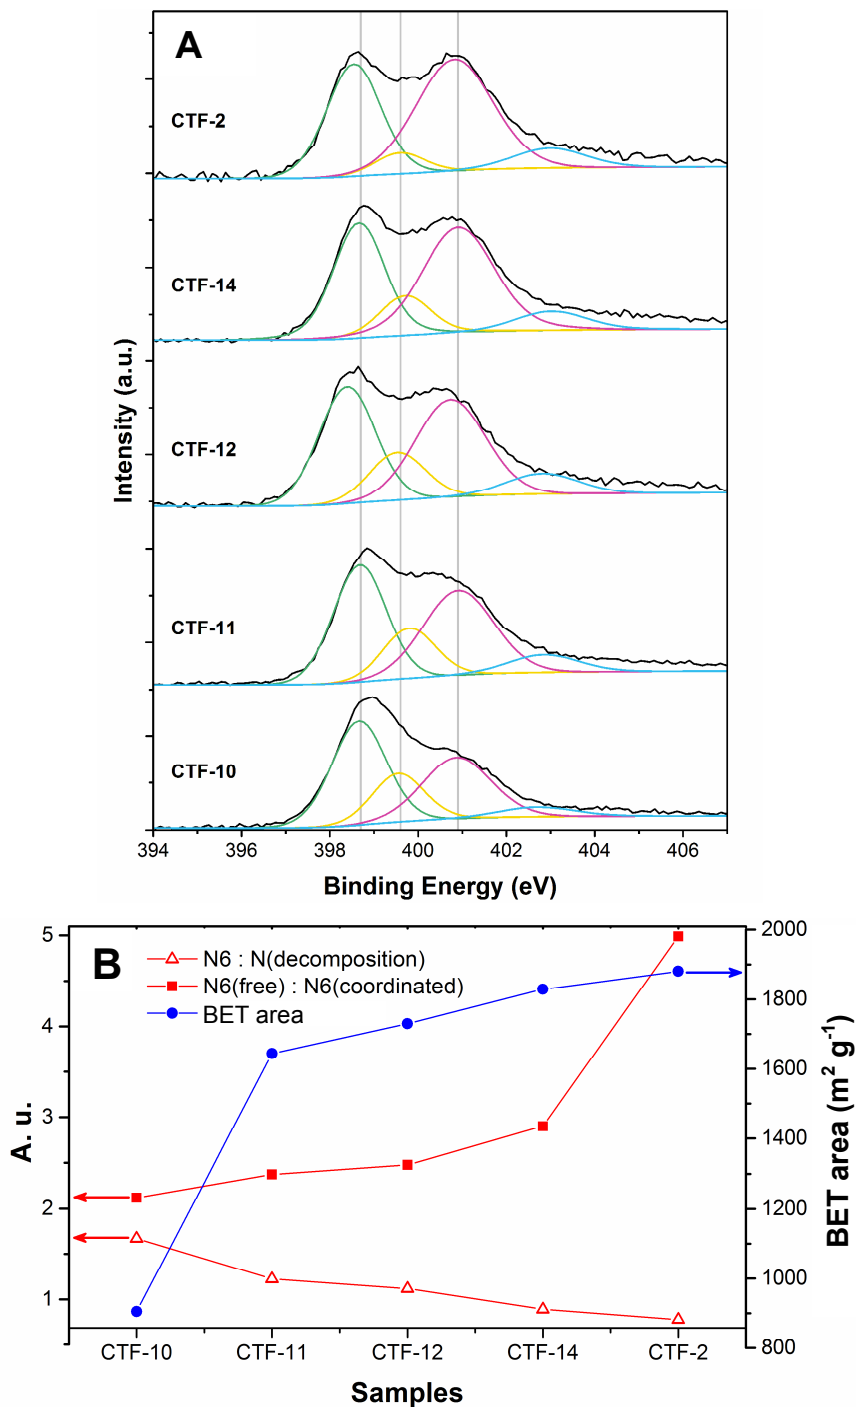 A
CTF-2
CTF-14
CTF-12
CTF-11
CTF-10
Intensity (a.u.)
394 396 398 400 402 404 406
Binding Energy (eV)
B
N6 : N(decomposition)
N6(free) : N6(coordinated)
BET area
5
4
3
2
1
A. u.
2000
1800
1600
1400
1200
1000
800
BET area (m² g⁻¹)
CTF-10 CTF-11 CTF-12 CTF-14 CTF-2
Samples